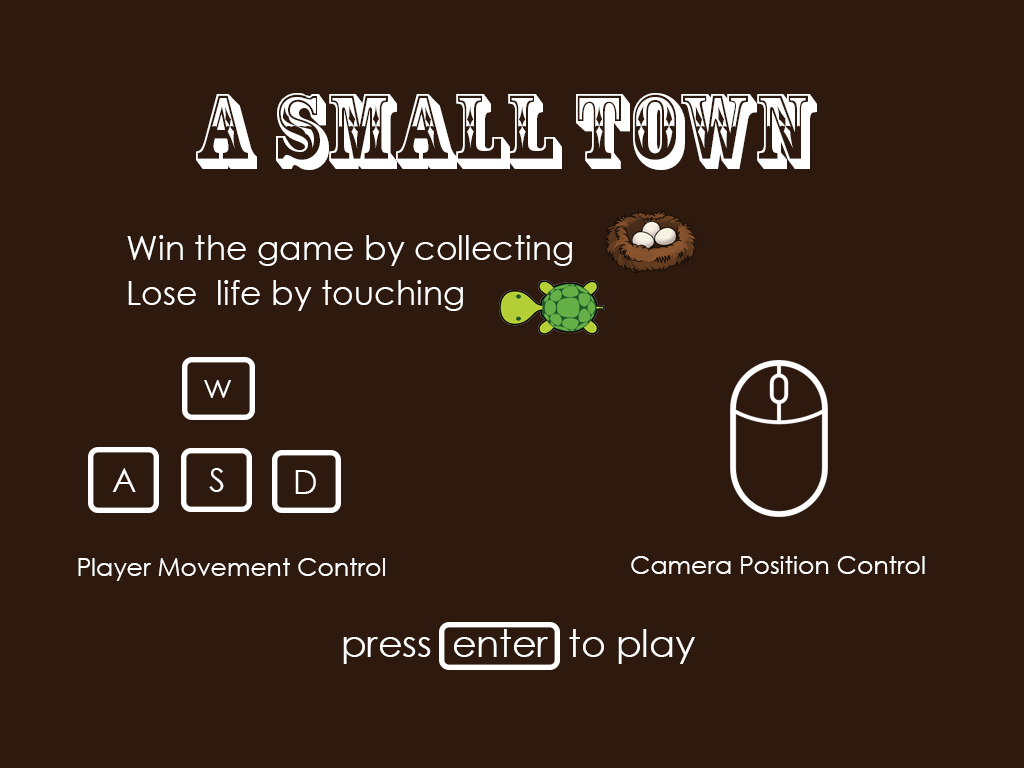 A SMALL TOWN
Win the game by collecting
Lose  life by touching
W
A S D
Player Movement Control
Camera Position Control
press enter to play